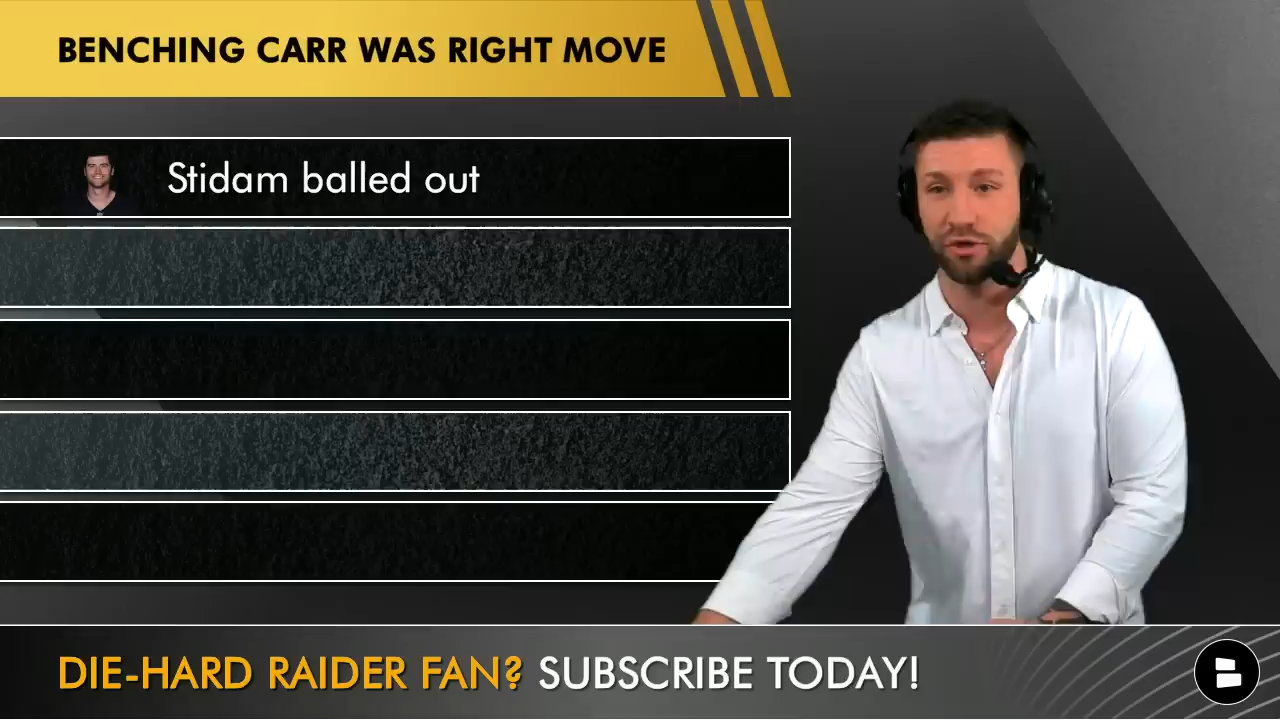 BENCHING CARR WAS RIGHT MOVE
Stidam balled out
DIE-HARD RAIDER FAN? SUBSCRIBE TODAY!